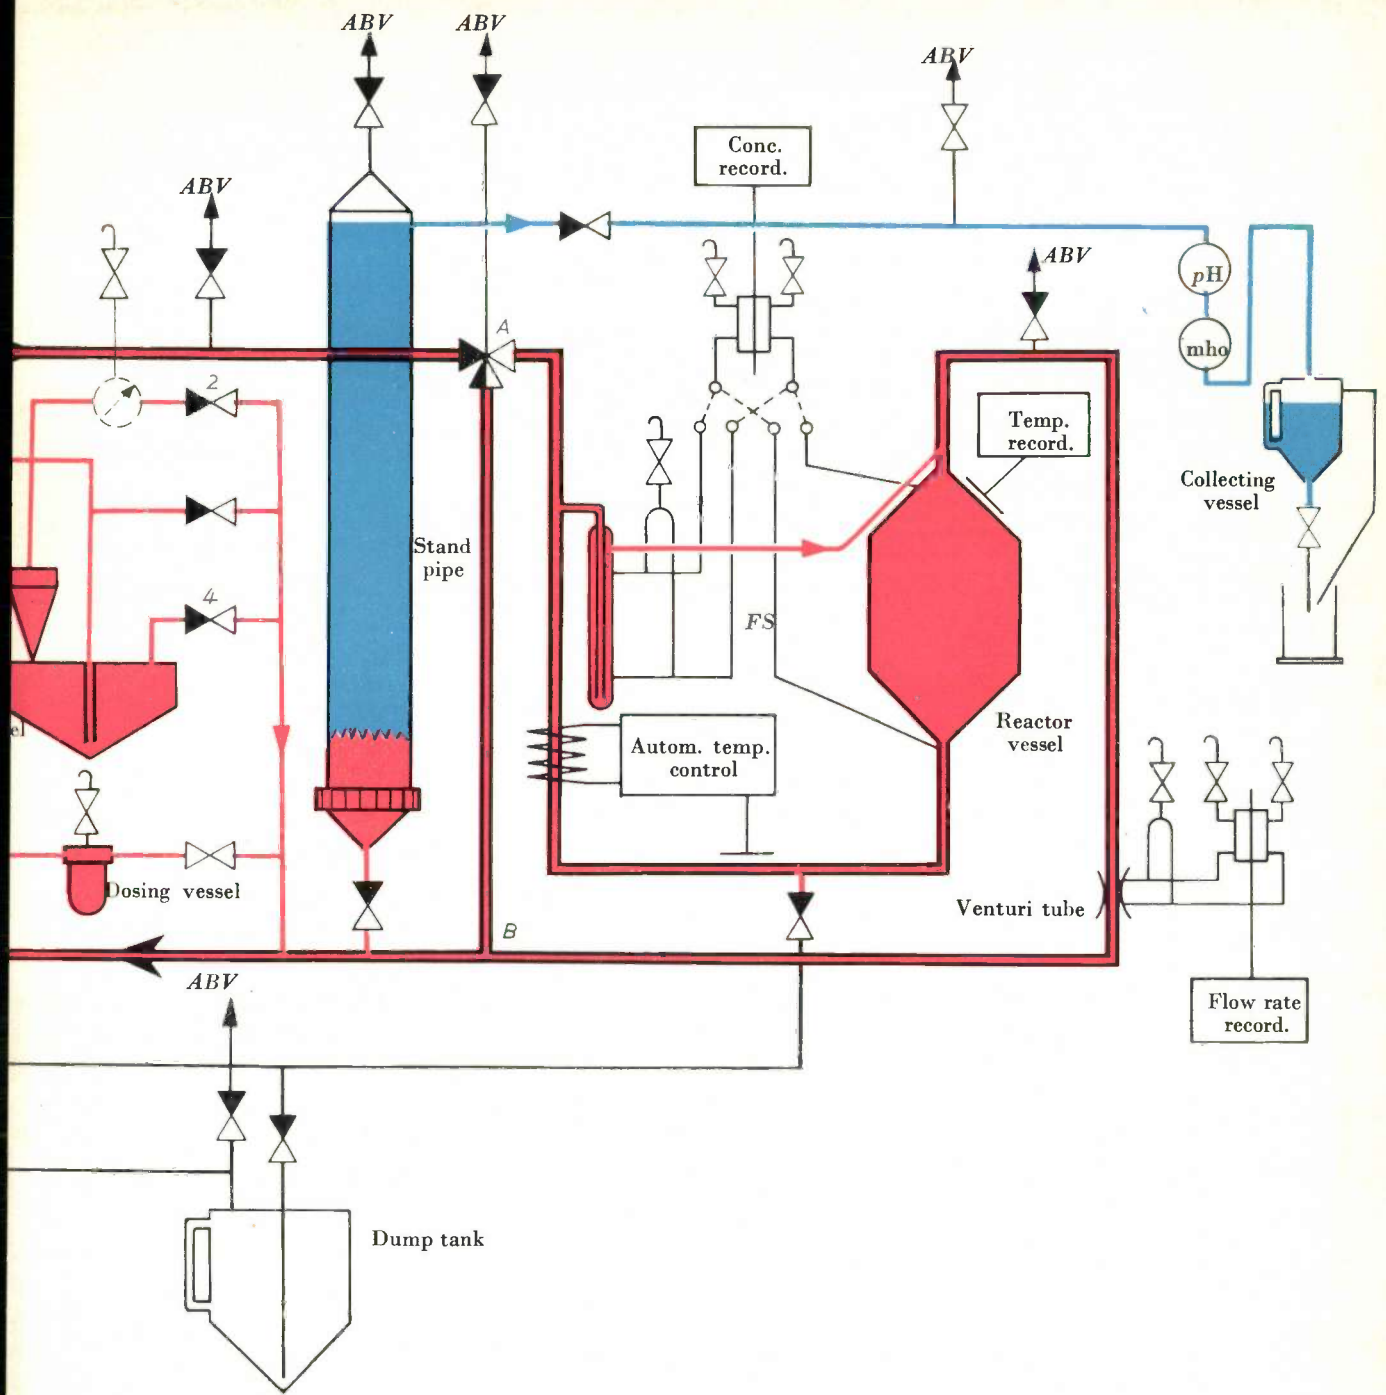 ABV
ABV
ABV
Conc.
record.
ABV
ABV
pH
A
mho
2
Temp.
record.
Collecting
vessel
Stand
pipe
4
FS
Reactor
vessel
el
Autom. temp.
control
Dosing vessel
Venturi tube
B
ABV
Flow rate
record.
Dump tank